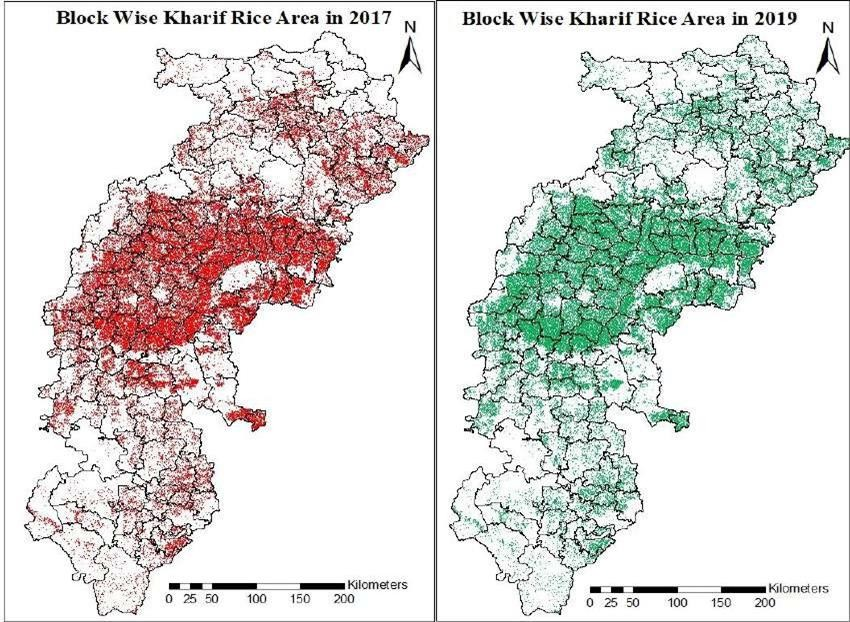 Block Wise Kharif Rice Area in 2017
N
Kilometers
0 25 50 100 150 200
Block Wise Kharif Rice Area in 2019
N
Kilometers
0 25 50 100 150 200